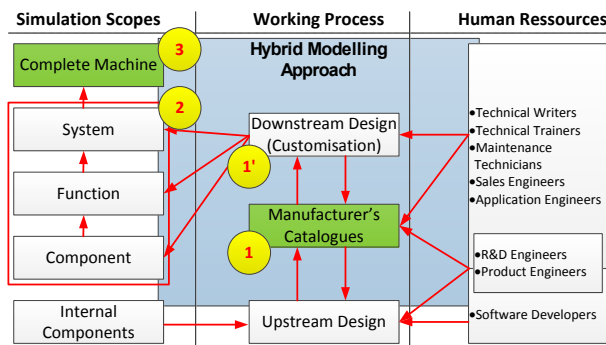 Simulation Scopes
Working Process
Human Ressources
Hybrid Modelling
Approach
3
Complete Machine
2
System
Function
Component
Internal
Components
Downstream Design
(Customisation)
1'
Manufacturer's
Catalogues
1
Upstream Design
•Technical Writers
•Technical Trainers
•Maintenance
Technicians
•Sales Engineers
•Application Engineers
•R&D Engineers
•Product Engineers
•Software Developers